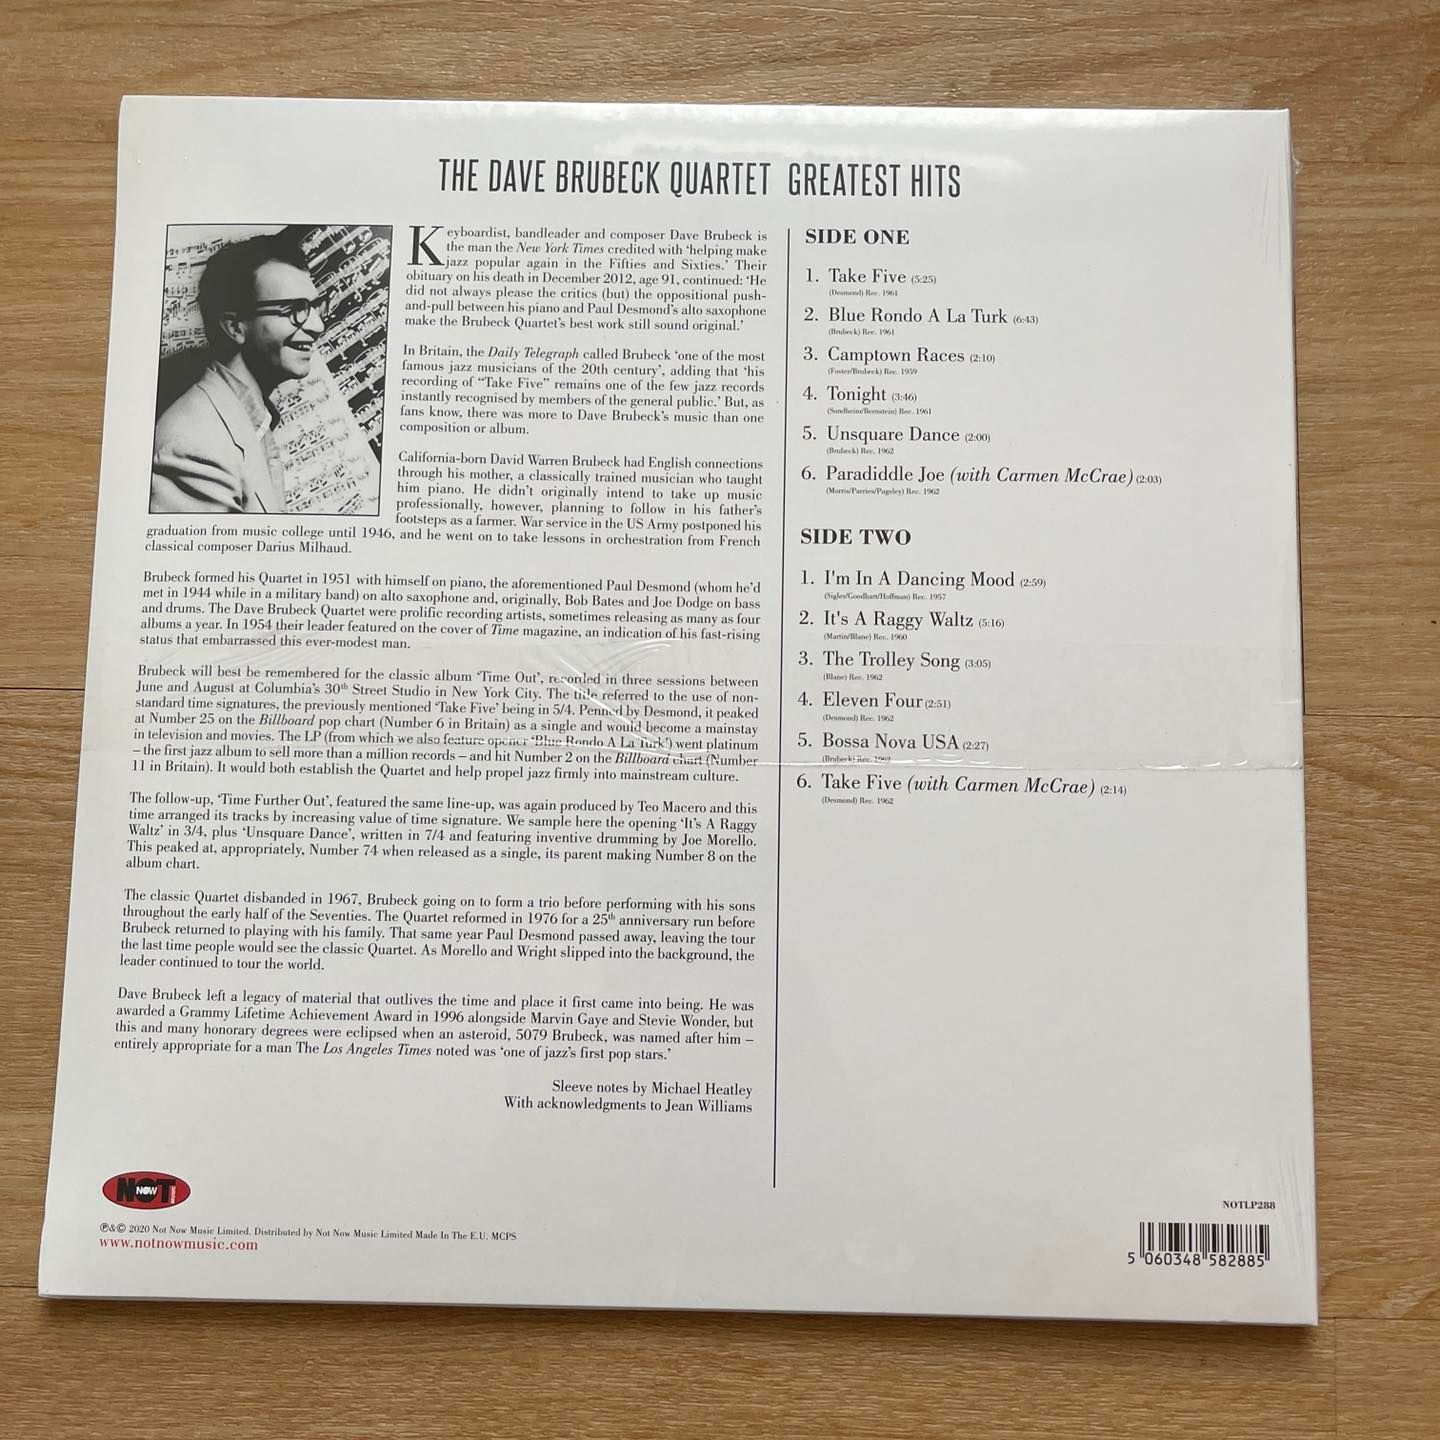 THE DAVE BRUBECK QUARTET GREATEST HITS
Keyboardist, bandleader and composer Dave Brubeck is
the man the New York Times credited with ‘helping make
jazz popular again in the Fifties and Sixties.’ Their
obituary on his death in December 2012, age 91, continued: ‘He
did not always please the critics (but) the oppositional push-
and-pull between his piano and Paul Desmond's alto saxophone
make the Brubeck Quartet's best work still sound original.’
In Britain, the Daily Telegraph called Brubeck ‘one of the most
famous jazz musicians of the 20th century’, adding that ‘his
recording of “Take Five” remains one of the few jazz records
instantly recognised by members of the general public.’ But, as
fans know, there was more to Dave Brubeck's music than one
composition or album.
California-born David Warren Brubeck had English connections
through his mother, a classically trained musician who taught
him piano. He didn't originally intend to take up music
professionally, however, planning to follow in his father's
footsteps as a farmer. War service in the US Army postponed his
graduation from music college until 1946, and he went on to take lessons in orchestration from French
classical composer Darius Milhaud.
Brubeck formed his Quartet in 1951 with himself on piano, the aforementioned Paul Desmond (whom he'd
met in 1944 while in a military band) on alto saxophone and, originally, Bob Bates and Joe Dodge on bass
and drums. The Dave Brubeck Quartet were prolific recording artists, sometimes releasing as many as four
albums a year. In 1954 their leader featured on the cover of Time magazine, an indication of his fast-rising
status that embarrassed this ever-modest man.
Brubeck will best be remembered for the classic album ‘Time Out’, recorded in three sessions between
June and August at Columbia's 30th Street Studio in New York City. The title referred to the use of non-
standard time signatures, the previously mentioned ‘Take Five’ being in 5/4. Penned by Desmond, it peaked
at Number 25 on the Billboard pop chart (Number 6 in Britain) as a single and would become a mainstay
in television and movies. The LP (from which we also feature opener ‘Blue Rondo A La Turk’) went platinum
– the first jazz album to sell more than a million records – and hit Number 2 on the Billboard chart (Number
11 in Britain). It would both establish the Quartet and help propel jazz firmly into mainstream culture.
The follow-up, ‘Time Further Out’, featured the same line-up, was again produced by Teo Macero and this
time arranged its tracks by increasing value of time signature. We sample here the opening ‘It's A Raggy
Waltz’ in 3/4, plus ‘Unsquare Dance’, written in 7/4 and featuring inventive drumming by Joe Morello.
This peaked at, appropriately, Number 74 when released as a single, its parent making Number 8 on the
album chart.
The classic Quartet disbanded in 1967, Brubeck going on to form a trio before performing with his sons
throughout the early half of the Seventies. The Quartet reformed in 1976 for a 25th anniversary run before
Brubeck returned to playing with his family. That same year Paul Desmond passed away, leaving the tour
the last time people would see the classic Quartet. As Morello and Wright slipped into the background, the
leader continued to tour the world.
Dave Brubeck left a legacy of material that outlives the time and place it first came into being. He was
awarded a Grammy Lifetime Achievement Award in 1996 alongside Marvin Gaye and Stevie Wonder, but
this and many honorary degrees were eclipsed when an asteroid, 5079 Brubeck, was named after him –
entirely appropriate for a man The Los Angeles Times noted was ‘one of jazz's first pop stars.’
Sleeve notes by Michael Heatley
With acknowledgments to Jean Williams
SIDE ONE
1. Take Five (5:25)
(Desmond) Rec. 1961
2. Blue Rondo A La Turk (6:43)
(Brubeck) Rec. 1961
3. Camptown Races (2:10)
(Foster/Brubeck) Rec. 1959
4. Tonight (3:46)
(Sondheim/Bernstein) Rec. 1961
5. Unsquare Dance (2:00)
(Brubeck) Rec. 1962
6. Paradiddle Joe (with Carmen McCrae) (2:03)
(Morris/Parries/Pugsley) Rec. 1962
SIDE TWO
1. I'm In A Dancing Mood (2:59)
(Sigler/Goodhart/Hoffman) Rec. 1957
2. It's A Raggy Waltz (5:16)
(Martin/Blane) Rec. 1960
3. The Trolley Song (3:05)
(Blane) Rec. 1962
4. Eleven Four (2:51)
(Desmond) Rec. 1962
5. Bossa Nova USA (2:27)
(Brubeck) Rec. 1962
6. Take Five (with Carmen McCrae) (2:14)
(Desmond) Rec. 1962
NOT NOW MUSIC
℗&© 2020 Not Now Music Limited. Distributed by Not Now Music Limited Made In The E.U. MCPS
www.notnowmusic.com
NOTLP288
5 060348 582885